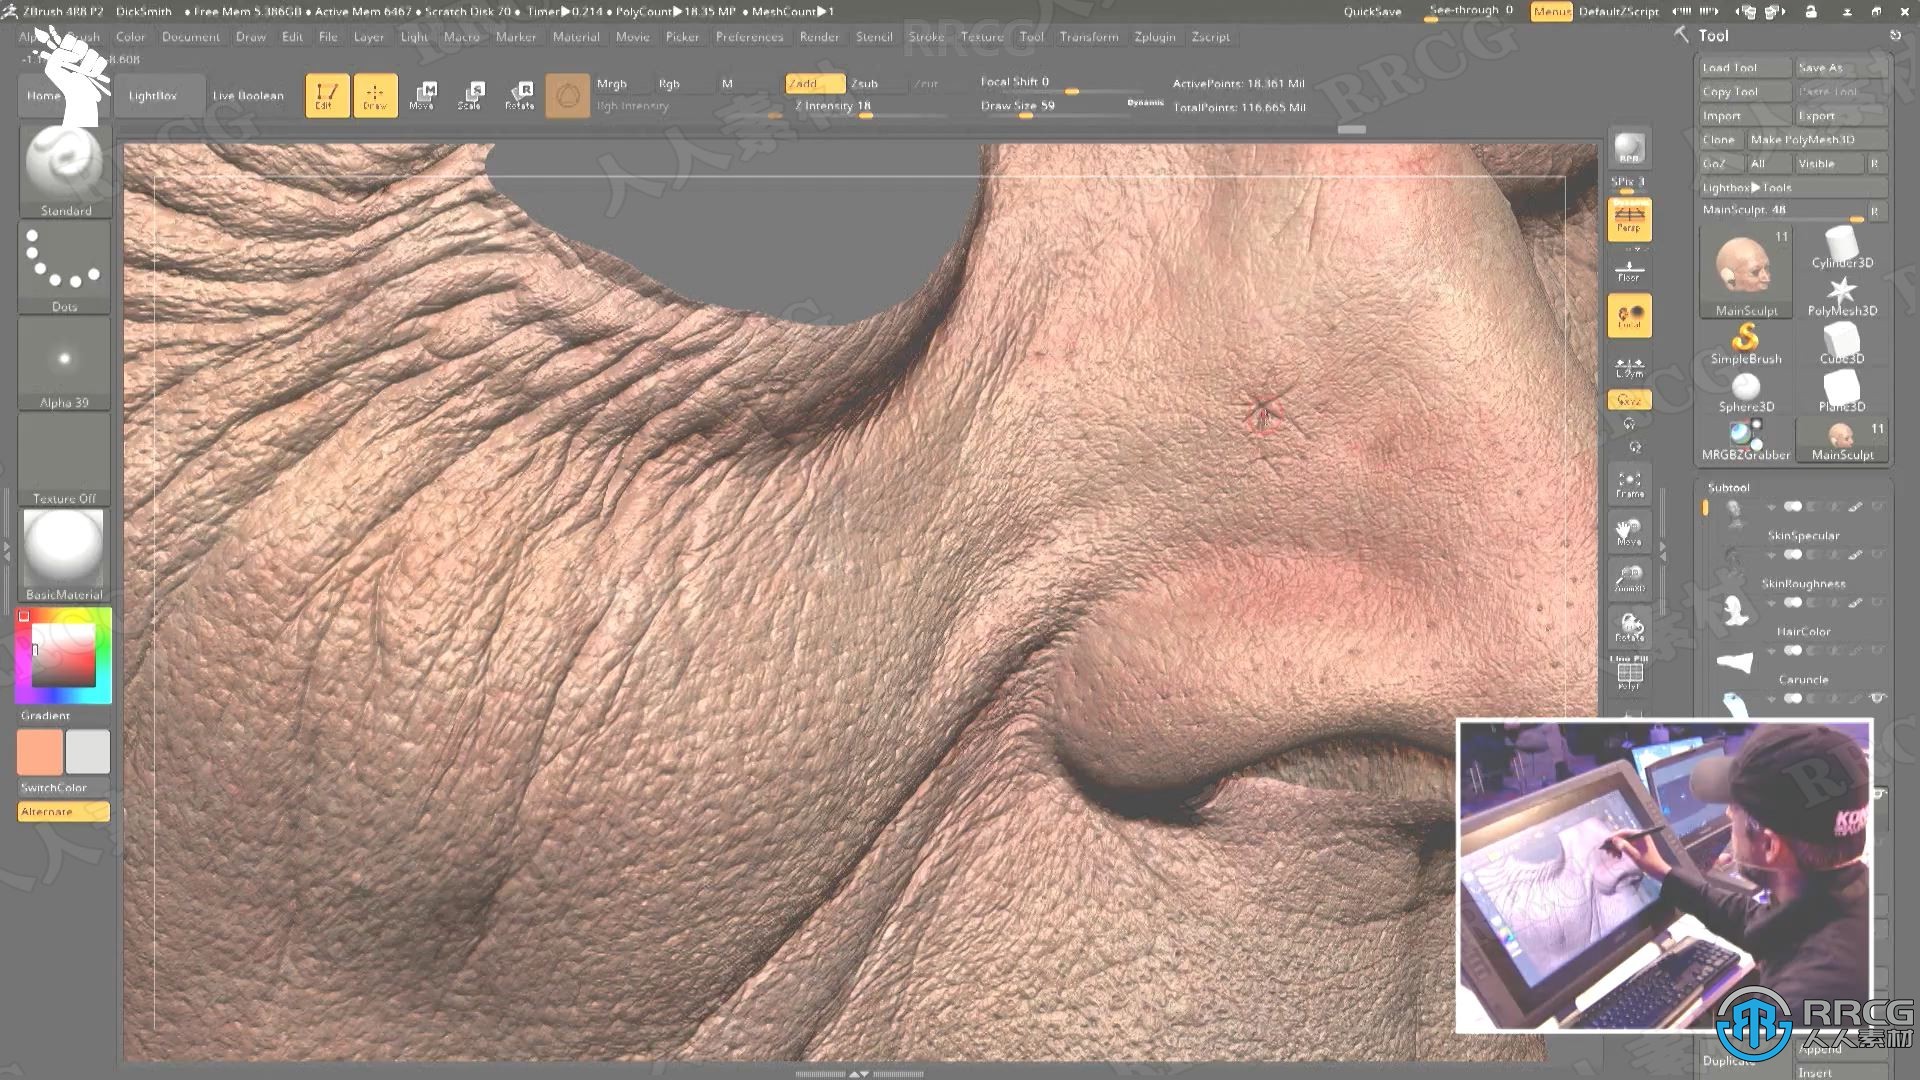 ZBrush 4R8 P2 DickSmith • Free Mem 5.386GB • Active Mem 6467 • Scratch Disk 70 • Timer▶0.214 • PolyCount▶18.35 MP • MeshCount▶1 QuickSave See-through 0 Menus DefaultZScript
Brush Color Document Draw Edit File Layer Light Macro Marker Material Movie Picker Preferences Render Stencil Stroke Texture Tool Transform Zplugin Zscript
Tool
Home LightBox Live Boolean Edit Draw Move Scale Rotate
Mrgb Rgb M
Rgb Intensity
Zadd Zsub Zcut
Z Intensity 18
Focal Shift 0
Draw Size 59 Dynamic
ActivePoints: 18.361 Mil
TotalPoints: 116.665 Mil
Standard
Dots
Alpha 39
Texture Off
BasicMaterial
Gradient
SwitchColor
Alternate
BPR
SPix 3
Dynamic
Persp
Floor
Local
L.Sym
Frame
Move
Zoom3D
Rotate
Line Fill
PolyF
Load Tool Save As
Copy Tool Paste Tool
Import Export
Clone Make PolyMesh3D
GoZ All Visible R
Lightbox▶Tools
MainSculpt. 48 R
11
MainSculpt
Cylinder3D
PolyMesh3D
SimpleBrush
Cube3D
Sphere3D
Plane3D
MRGBZGrabber
11
MainSculpt
Subtool
SkinSpecular
SkinRoughness
HairColor
Caruncle
Duplicate
Append
Insert
RRCG
人人素材